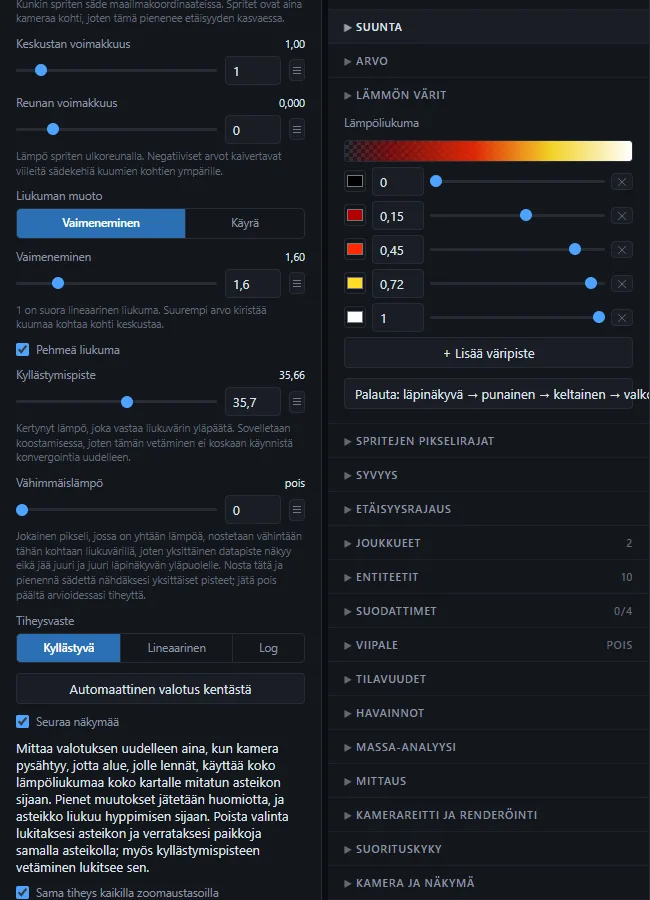 Kunkin spriten säde maailmakoordinaateissa. Spritet ovat aina
kameraa kohti, joten tämä pienenee etäisyyden kasvaessa.
Keskustan voimakkuus 1,00
1
Reunan voimakkuus 0,000
0
Lämpö spriten ulkoreunalla. Negatiiviset arvot kaivertavat
viileitä sädekehiä kuumien kohtien ympärille.
Liukuman muoto
Vaimeneminen Käyrä
Vaimeneminen 1,60
1,6
1 on suora lineaarinen liukuma. Suurempi arvo kiristää
kuumaa kohtaa kohti keskustaa.
Pehmeä liukuma
Kyllästymispiste 35,66
35,7
Kertynyt lämpö, joka vastaa liukuvärin yläpäätä. Sovelletaan
koostamisessa, joten tämän vetäminen ei koskaan käynnistä
konvergointia uudelleen.
Vähimmäislämpö pois
0
Jokainen pikseli, jossa on yhtään lämpöä, nostetaan vähintään
tähän kohtaan liukuvärillä, joten yksittäinen datapiste näkyy
eikä jää juuri ja juuri läpinäkyvän yläpuolelle. Nosta tätä ja
pienennä sädettä nähdäksesi yksittäiset pisteet; jätä pois
päältä arvioidessasi tiheyttä.
Tiheysvaste
Kyllästyvä Lineaarinen Log
Automaattinen valotus kentästä
Seuraa näkymää
Mittaa valotuksen uudelleen aina, kun kamera
pysähtyy, jotta alue, jolle lennät, käyttää koko
lämpöliukumaa koko kartalle mitatun asteikon
sijaan. Pienet muutokset jätetään huomiotta, ja
asteikko liukuu hyppimisen sijaan. Poista valinta
lukitaksesi asteikon ja verrataksesi paikkoja
samalla asteikolla; myös kyllästymispisteen
vetäminen lukitsee sen.
Sama tiheys kaikilla zoomaustasoilla
SUUNTA
ARVO
LÄMMÖN VÄRIT
Lämpöliukuma
0
0,15
0,45
0,72
1
+ Lisää väripiste
Palauta: läpinäkyvä → punainen → keltainen → valko
SPRITEJEN PIKSELIRAJAT
SYVYYS
ETÄISYYSRAJAUS
JOUKKUEET 2
ENTITEETIT 10
SUODATTIMET 0/4
VIIPALE POIS
TILAVUUDET
HAVAINNOT
MASSA-ANALYYSI
MITTAUS
KAMERAREITTI JA RENDERÖINTI
SUORITUSKYKY
KAMERA JA NÄKYMÄ